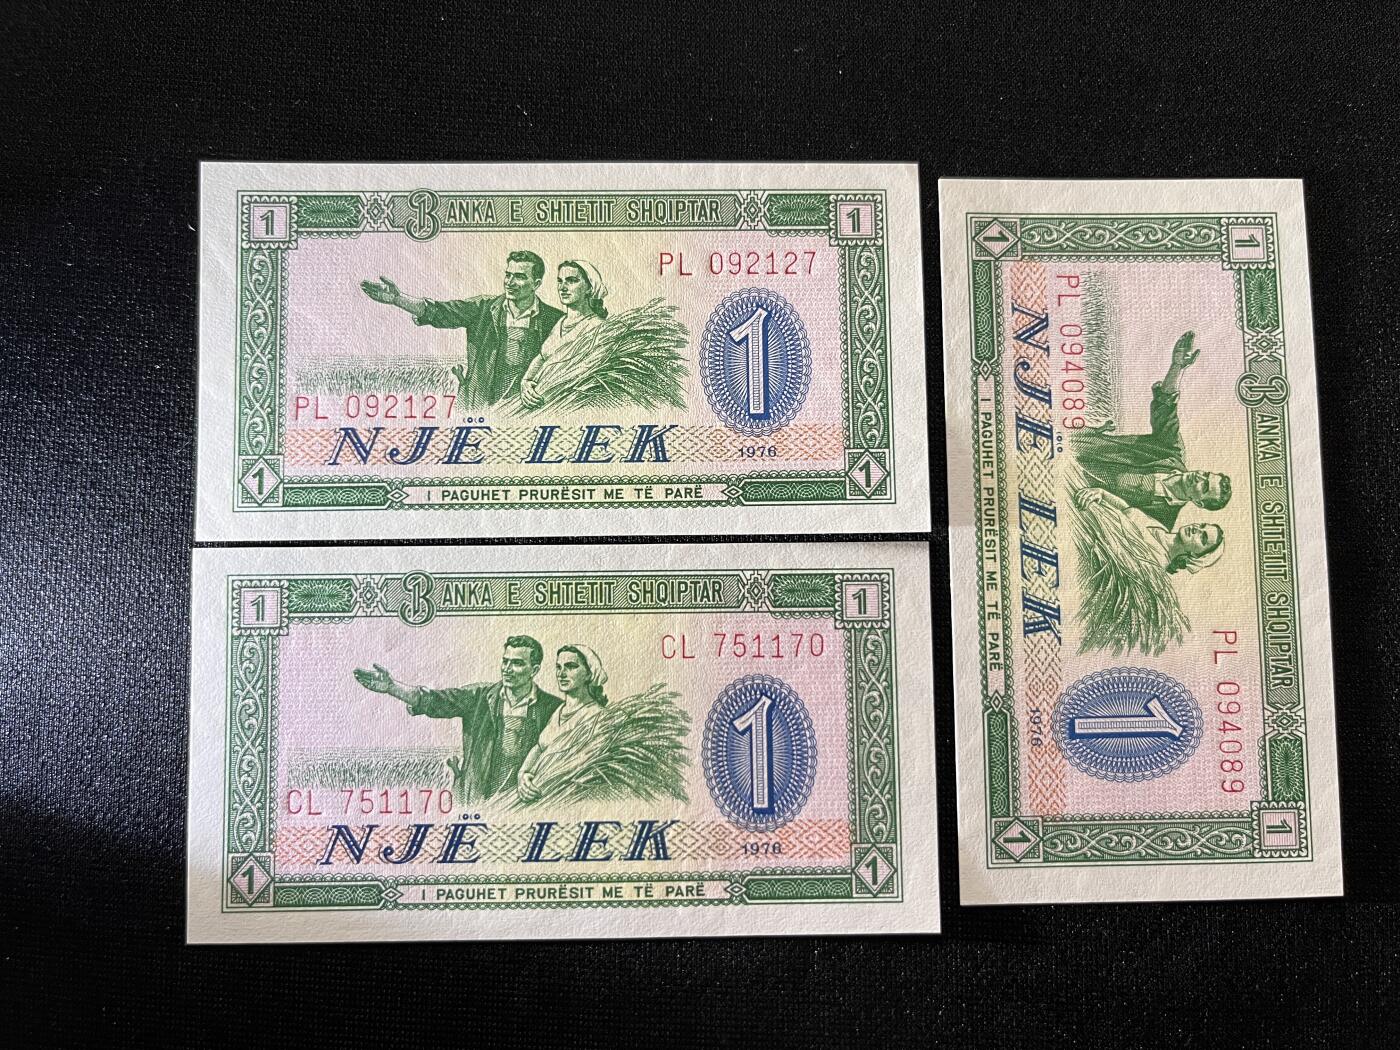 1 BANKA E SHTETIT SHQIPTAR 1
PL 092127
1
PL 092127
NJË LEK
1976
1 I PAGUHET PRURËSIT ME TË PARË 1
1 BANKA E SHTETIT SHQIPTAR 1
CL 751170
1
CL 751170
NJË LEK
1976
1 I PAGUHET PRURËSIT ME TË PARË 1
1 BANKA E SHTETIT SHQIPTAR 1
PL 094089
1
PL 094089
NJË LEK
1976
1 I PAGUHET PRURËSIT ME TË PARË 1